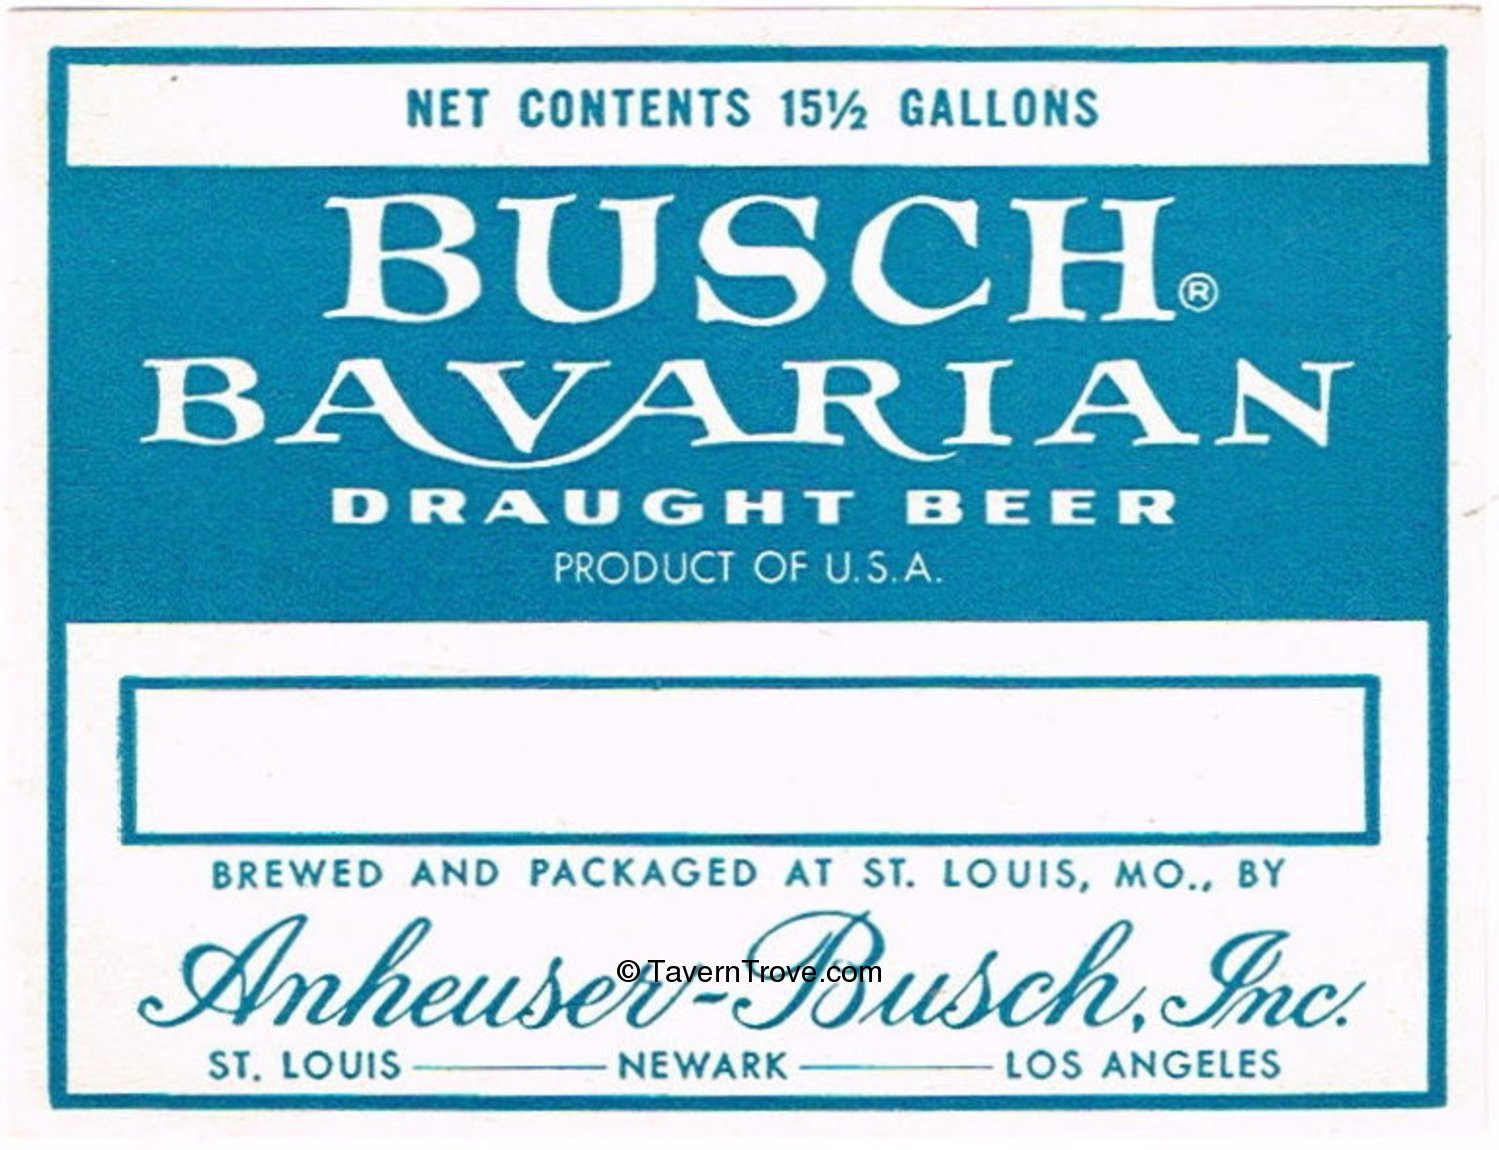 NET CONTENTS 15½ GALLONS
BUSCH®
BAVARIAN
DRAUGHT BEER
PRODUCT OF U.S.A.
BREWED AND PACKAGED AT ST. LOUIS, MO., BY
Anheuser-Busch, Inc.
© TavernTrove.com
ST. LOUIS — NEWARK — LOS ANGELES